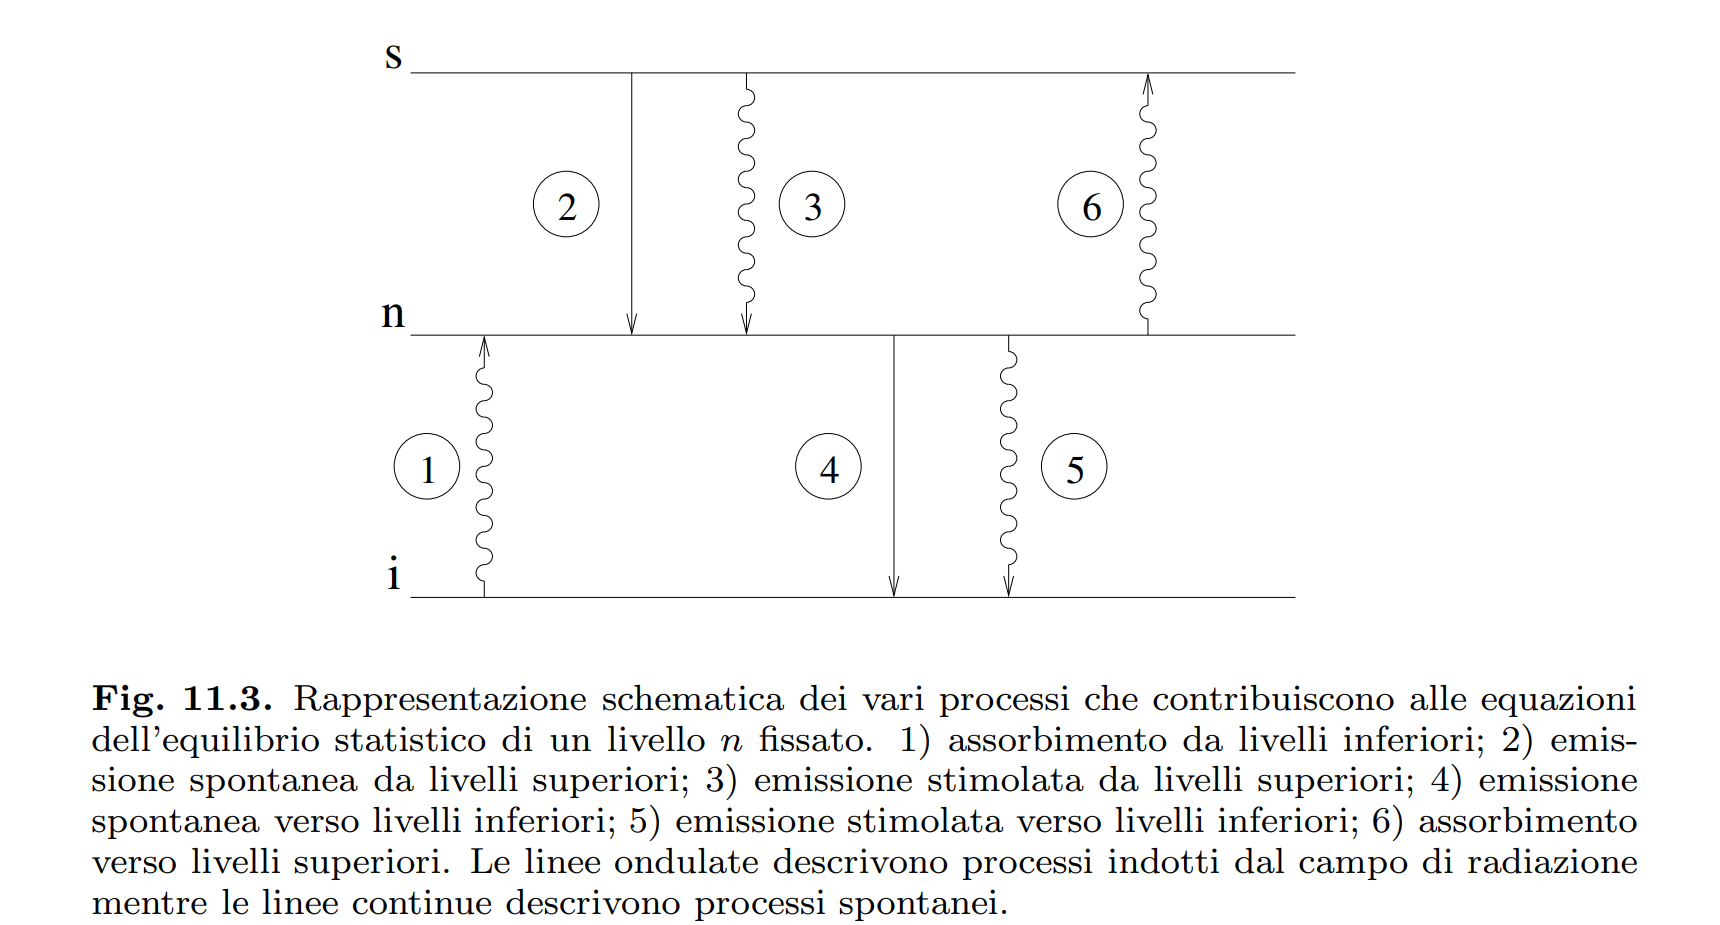 s
2
3
6
n
1
4
5
i
Fig. 11.3. Rappresentazione schematica dei vari processi che contribuiscono alle equazioni
dell'equilibrio statistico di un livello n fissato. 1) assorbimento da livelli inferiori; 2) emis-
sione spontanea da livelli superiori; 3) emissione stimolata da livelli superiori; 4) emissione
spontanea verso livelli inferiori; 5) emissione stimolata verso livelli inferiori; 6) assorbimento
verso livelli superiori. Le linee ondulate descrivono processi indotti dal campo di radiazione
mentre le linee continue descrivono processi spontanei.